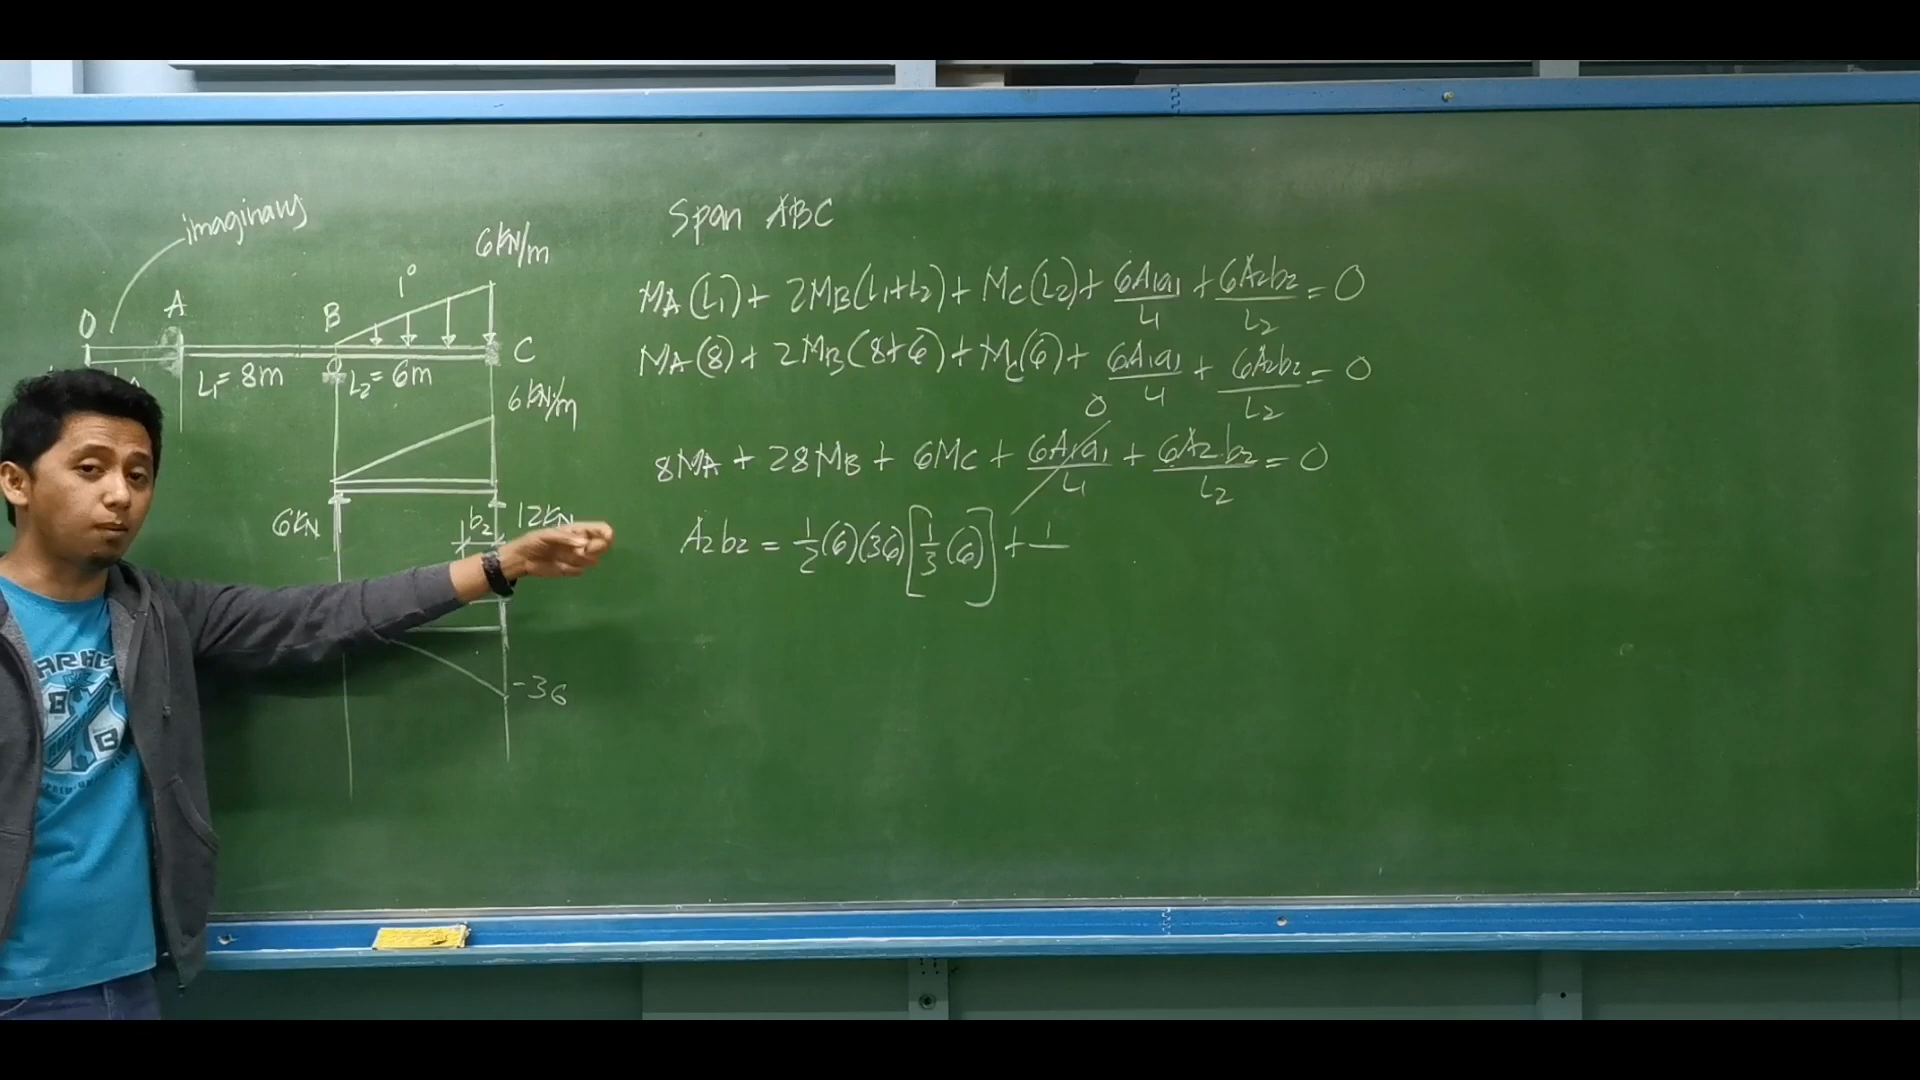 imaginary
6kN/m
1°
O
A
B
C
L₁ = 8m
L₂ = 6m
6kN/m
6kN
b₂
12kN
-36
Span ABC
MA(L₁) + 2MB(L₁+L₂) + MC(L₂) + 6A₁a₁/L₁ + 6A₂b₂/L₂ = 0
MA(8) + 2MB(8+6) + MC(6) + 6A₁a₁/L₁ + 6A₂b₂/L₂ = 0
0
8MA + 28MB + 6MC + 6A₁a₁/L₁ + 6A₂b₂/L₂ = 0
A₂b₂ = 1/2(6)(36)[1/3(6)] + 1/
B
B